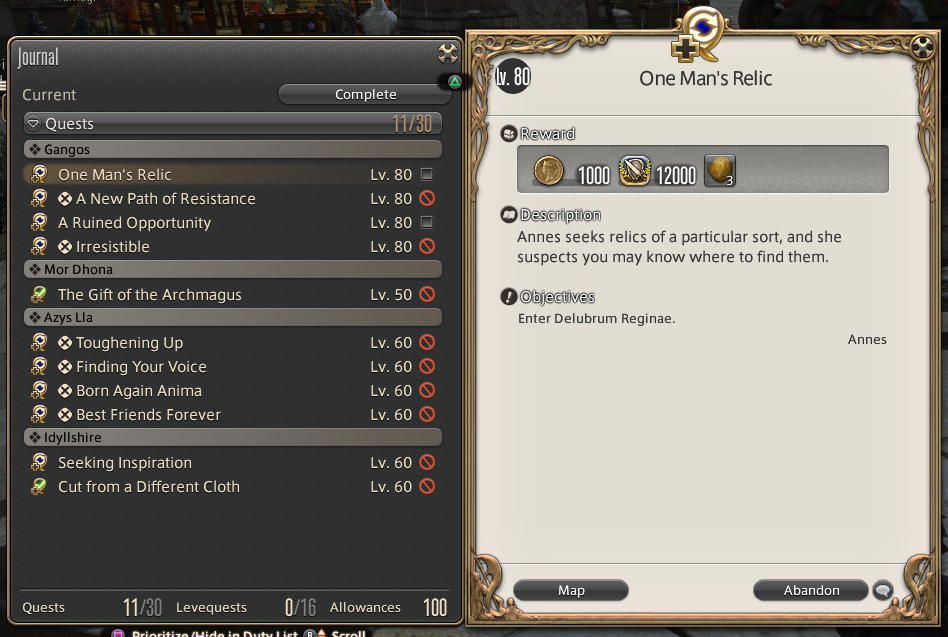 Journal
Current
Complete
Quests 11/30
Gangos
One Man's Relic Lv. 80
A New Path of Resistance Lv. 80
A Ruined Opportunity Lv. 80
Irresistible Lv. 80
Mor Dhona
The Gift of the Archmagus Lv. 50
Azys Lla
Toughening Up Lv. 60
Finding Your Voice Lv. 60
Born Again Anima Lv. 60
Best Friends Forever Lv. 60
Idyllshire
Seeking Inspiration Lv. 60
Cut from a Different Cloth Lv. 60
Quests 11/30 Levequests 0/16 Allowances 100
Prioritize/Hide in Duty List R Scroll
Lv. 80
One Man's Relic
Reward
1000 12000 3
Description
Annes seeks relics of a particular sort, and she
suspects you may know where to find them.
Objectives
Enter Delubrum Reginae.
Annes
Map Abandon